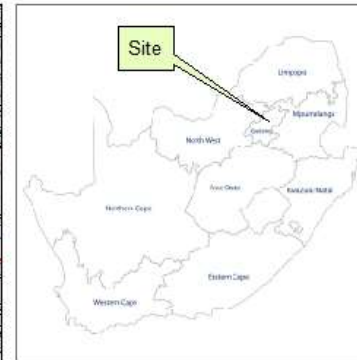 Site
Limpopo
Mpumalanga
Gauteng
North West
Free State
KwaZulu-Natal
Northern Cape
Eastern Cape
Western Cape